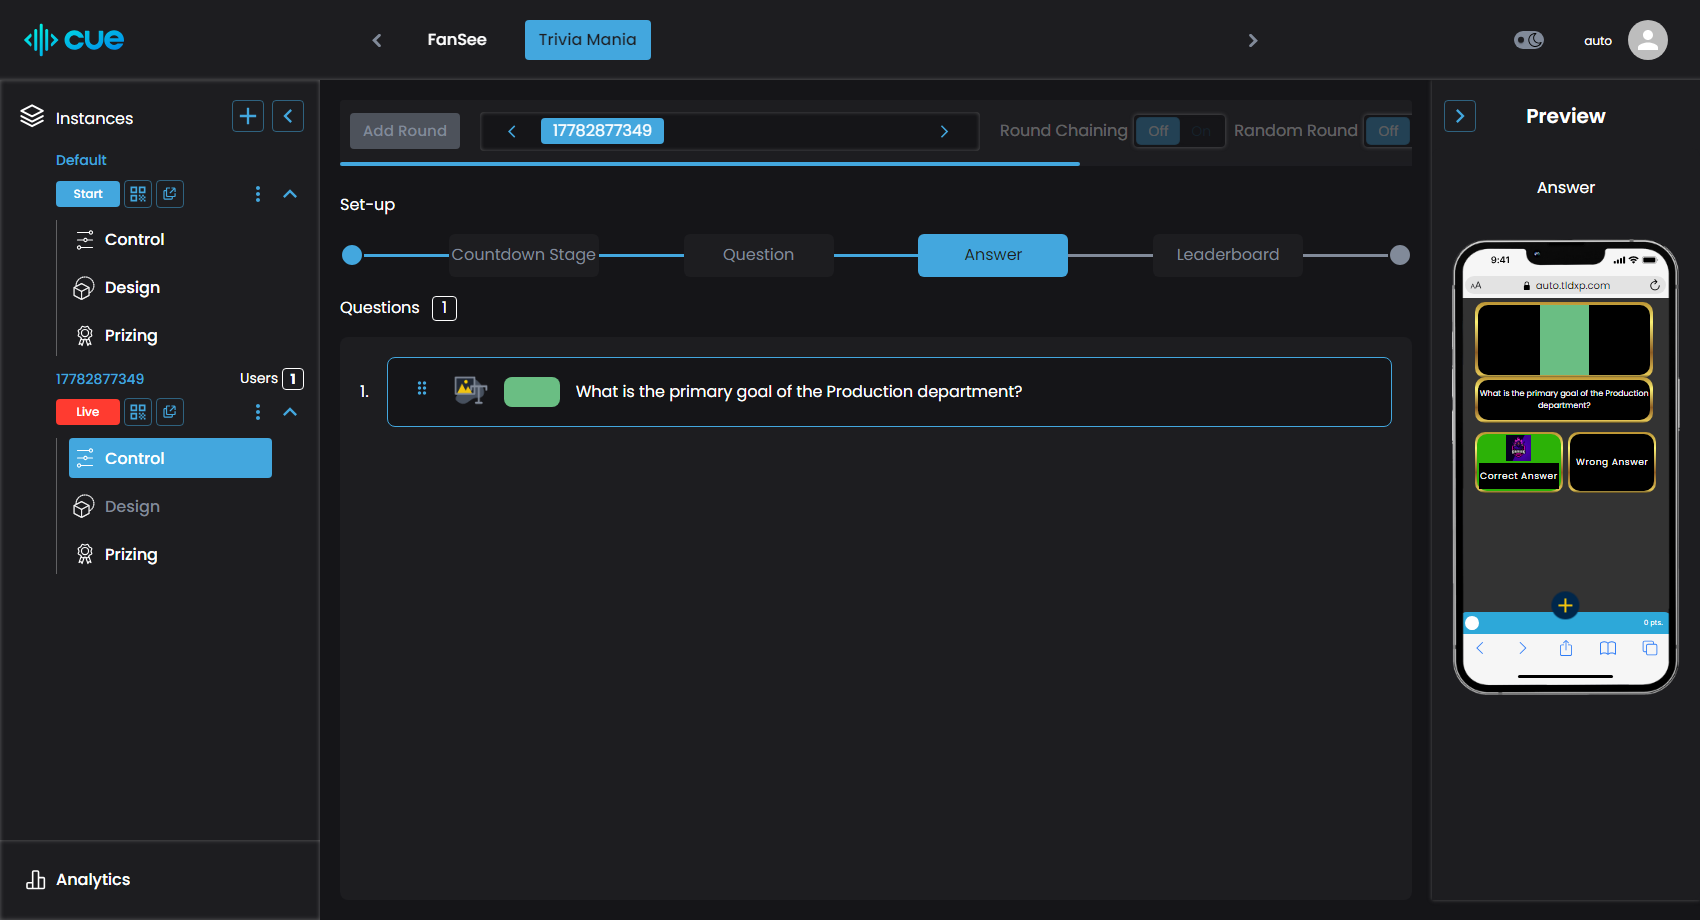 cue
FanSee
Trivia Mania
auto
Instances
Default
Start
Control
Design
Prizing
17782877349
Users 1
Live
Control
Design
Prizing
Analytics
Add Round
17782877349
Round Chaining
Off
On
Random Round
Off
Set-up
Countdown Stage
Question
Answer
Leaderboard
Questions 1
1.
What is the primary goal of the Production department?
Preview
Answer
9:41
AA
auto.tldxp.com
What is the primary goal of the Production
department?
Correct Answer
Wrong Answer
0 pts.